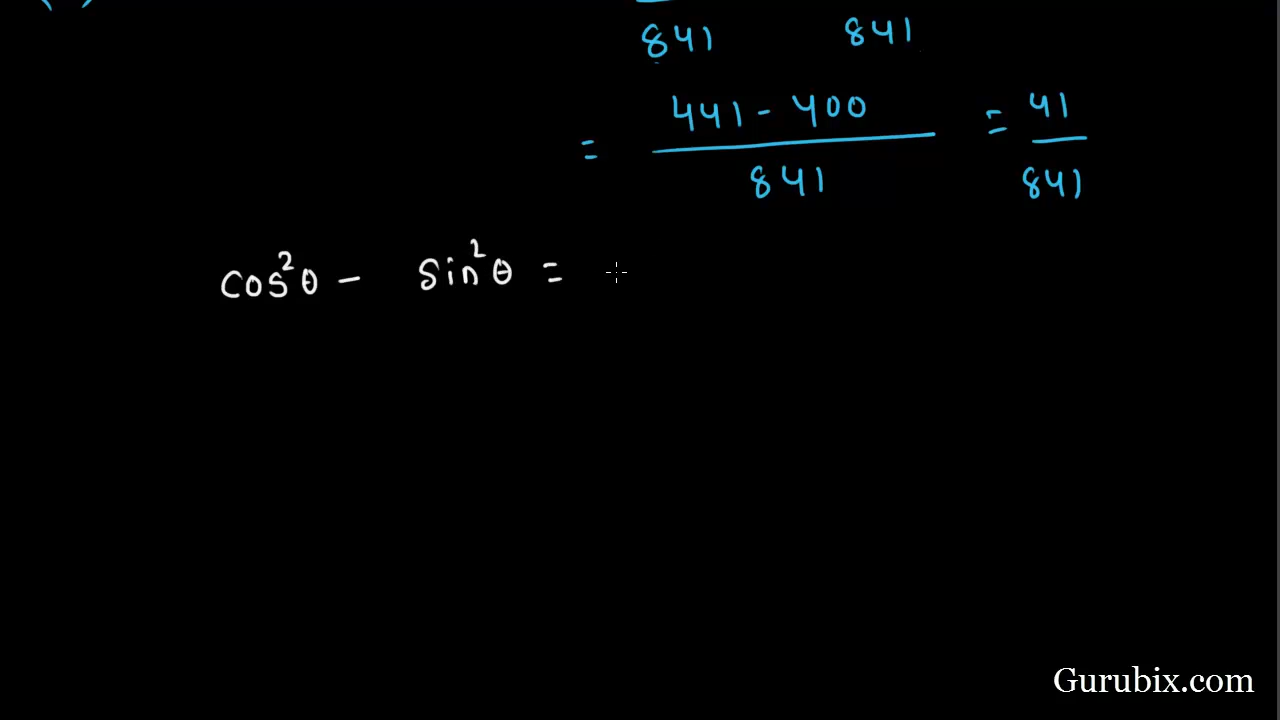 841 841
= 441 - 400 / 841 = 41 / 841
cos²θ - sin²θ =
Gurubix.com